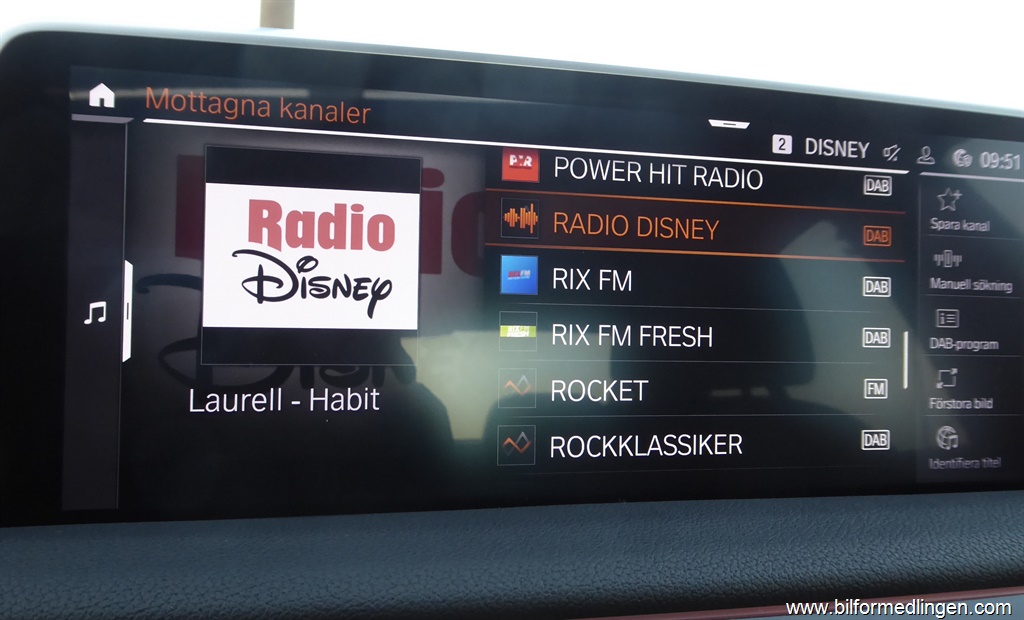 Mottagna kanaler
2 DISNEY 09:51
Radio
Disney
Laurell - Habit
POWER HIT RADIO DAB
RADIO DISNEY DAB
RIX FM DAB
RIX FM FRESH DAB
ROCKET FM
ROCKKLASSIKER DAB
Spara kanal
Manuell sökning
DAB-program
Förstora bild
Identifiera titel
www.bilformedlingen.com